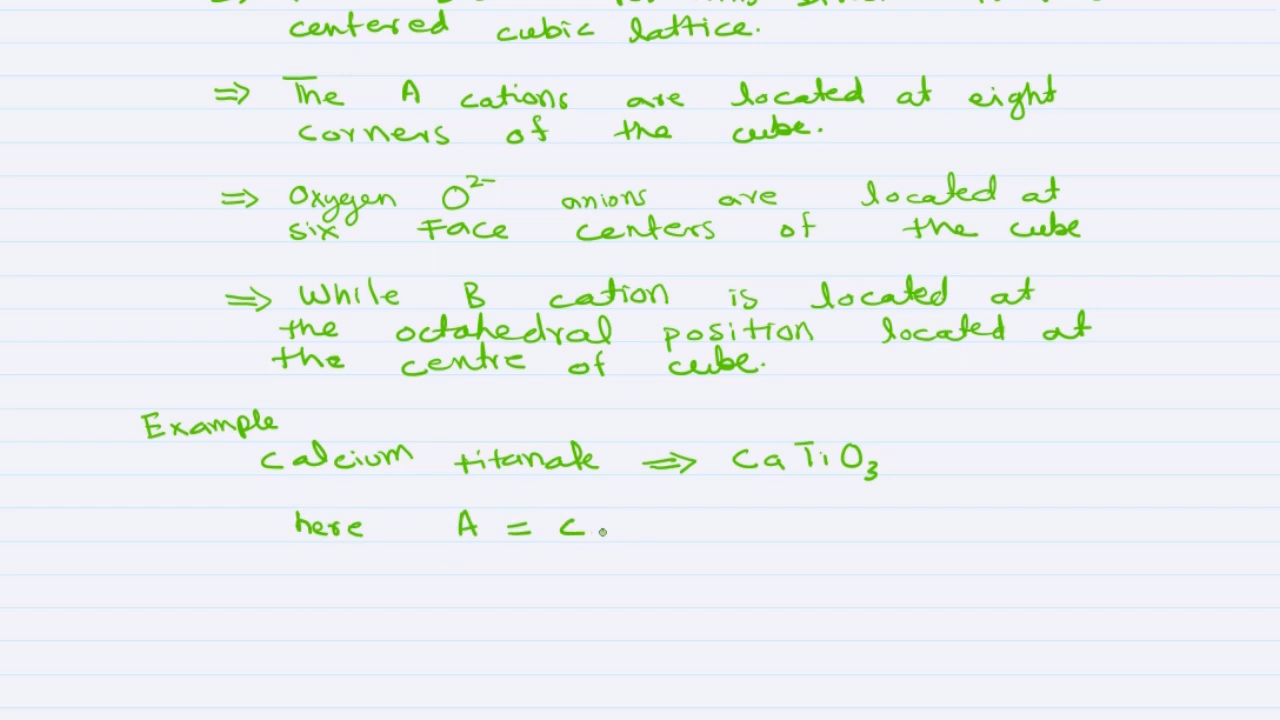 centered cubic lattice.
⇒ The A cations are located at eight
corners of the cube.
⇒ Oxygen O²⁻ anions are located at
six Face centers of the cube
⇒ While B cation is located at
the octahedral position located at
the centre of cube.
Example
Calcium titanate ⇒ CaTiO₃
here A = C